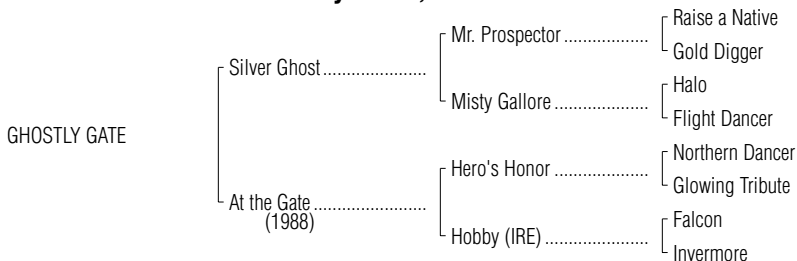 Raise a Native
Mr. Prospector
Gold Digger
Silver Ghost
Halo
Misty Gallore
Flight Dancer
GHOSTLY GATE
Northern Dancer
Hero's Honor
Glowing Tribute
At the Gate
(1988)
Falcon
Hobby (IRE)
Invermore